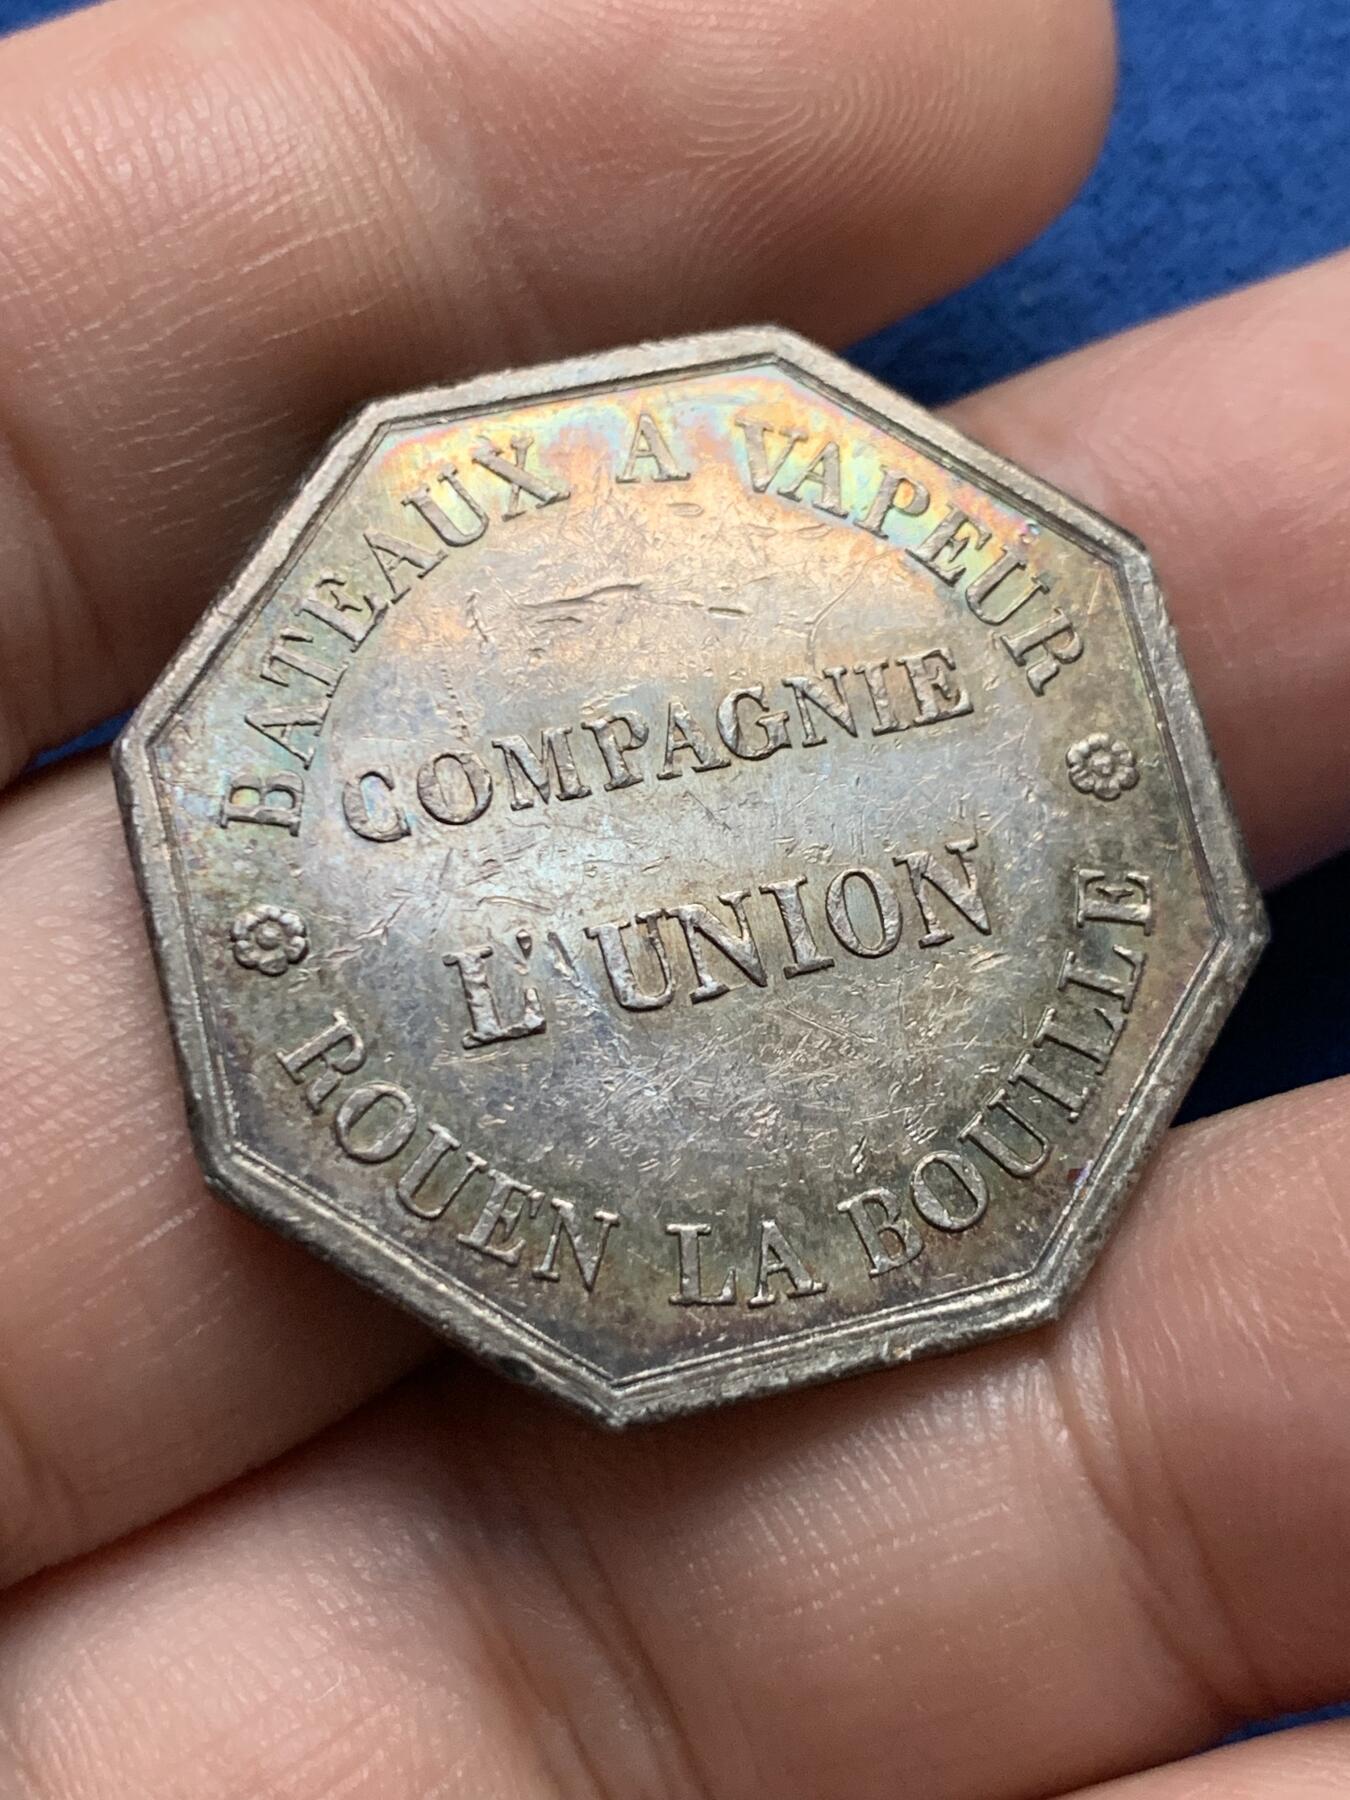 BATEAUX A VAPEUR
COMPAGNIE
L'UNION
ROUEN LA BOUILLE